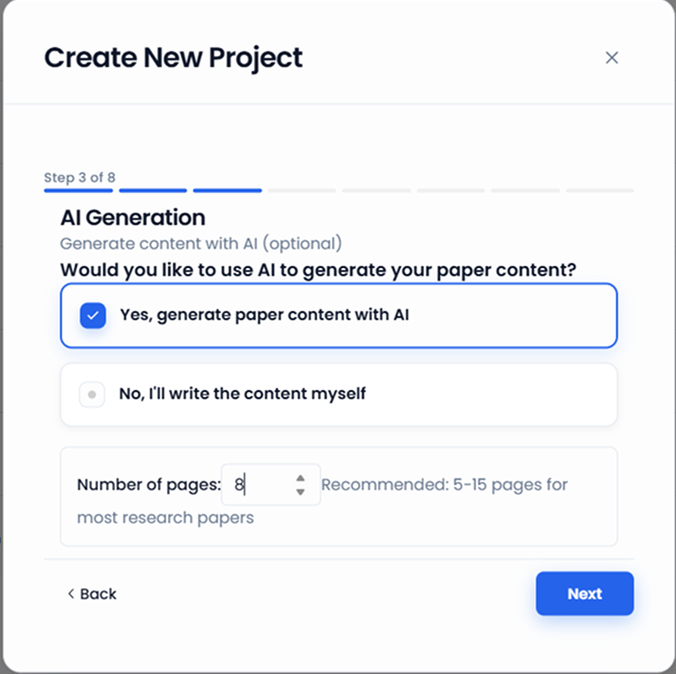 Create New Project
Step 3 of 8
AI Generation
Generate content with AI (optional)
Would you like to use AI to generate your paper content?
Yes, generate paper content with AI
No, I'll write the content myself
Number of pages: 8 Recommended: 5-15 pages for
most research papers
Back
Next